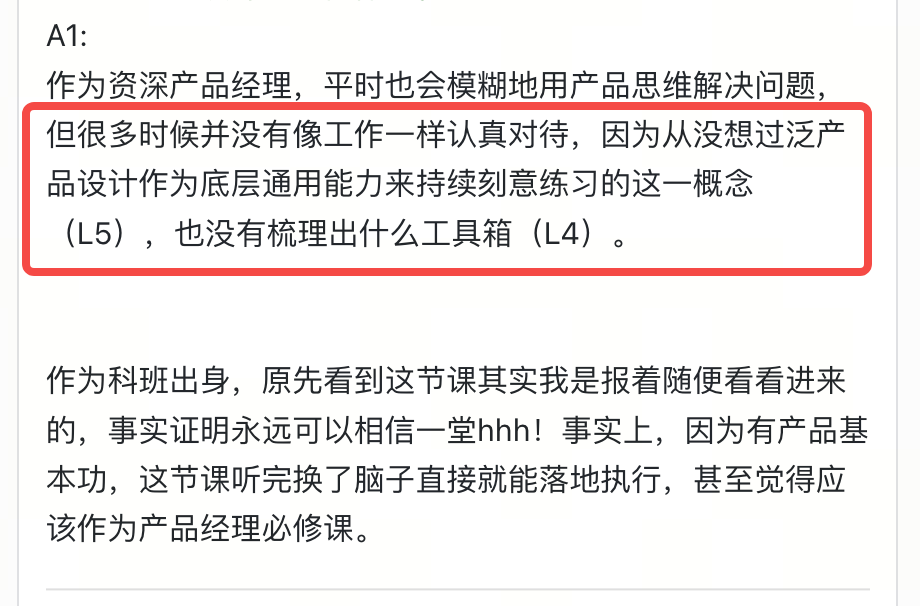 A1:
作为资深产品经理，平时也会模糊地用产品思维解决问题，
但很多时候并没有像工作一样认真对待，因为从没想过泛产
品设计作为底层通用能力来持续刻意练习的这一概念
（L5），也没有梳理出什么工具箱（L4）。
作为科班出身，原先看到这节课其实我是报着随便看看进来
的，事实证明永远可以相信一堂hhh！事实上，因为有产品基
本功，这节课听完换了脑子直接就能落地执行，甚至觉得应
该作为产品经理必修课。